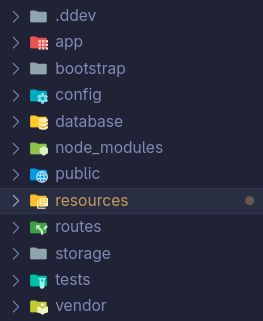 .ddev
app
bootstrap
config
database
node_modules
public
resources
routes
storage
tests
vendor